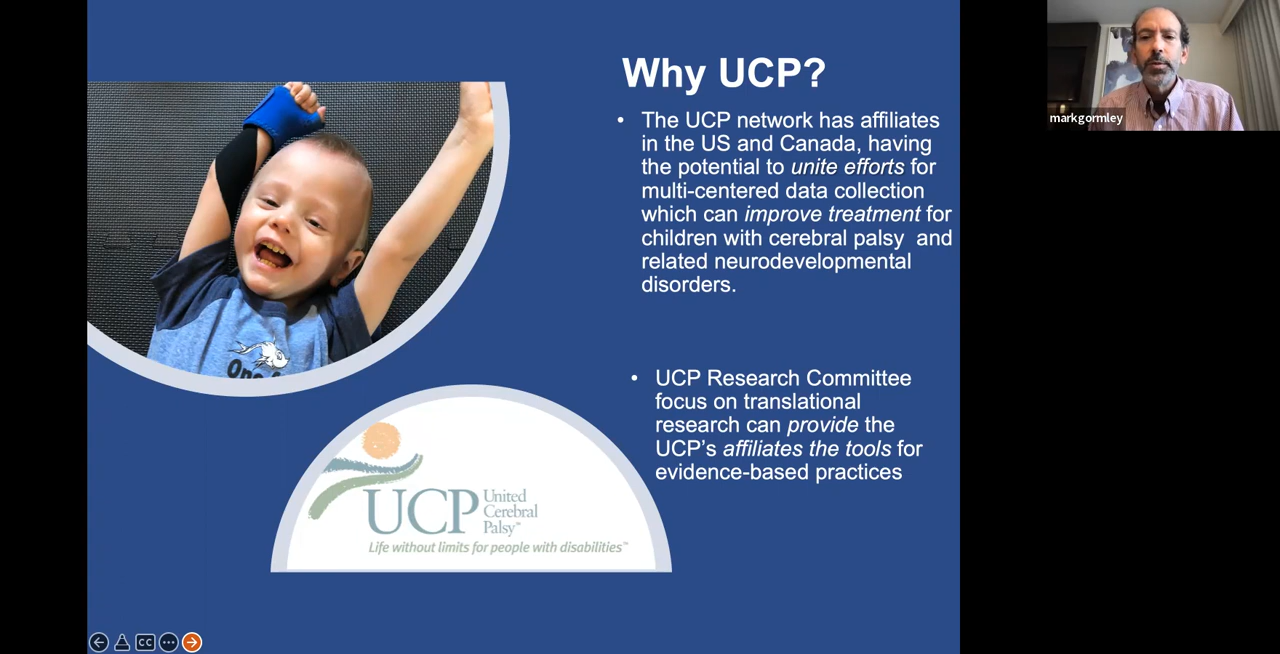 Why UCP?
• The UCP network has affiliates
in the US and Canada, having
the potential to unite efforts for
multi-centered data collection
which can improve treatment for
children with cerebral palsy  and
related neurodevelopmental
disorders.
• UCP Research Committee
focus on translational
research can provide the
UCP's affiliates the tools for
evidence-based practices
UCP United
Cerebral
Palsy™
Life without limits for people with disabilities™
CC
markgormley